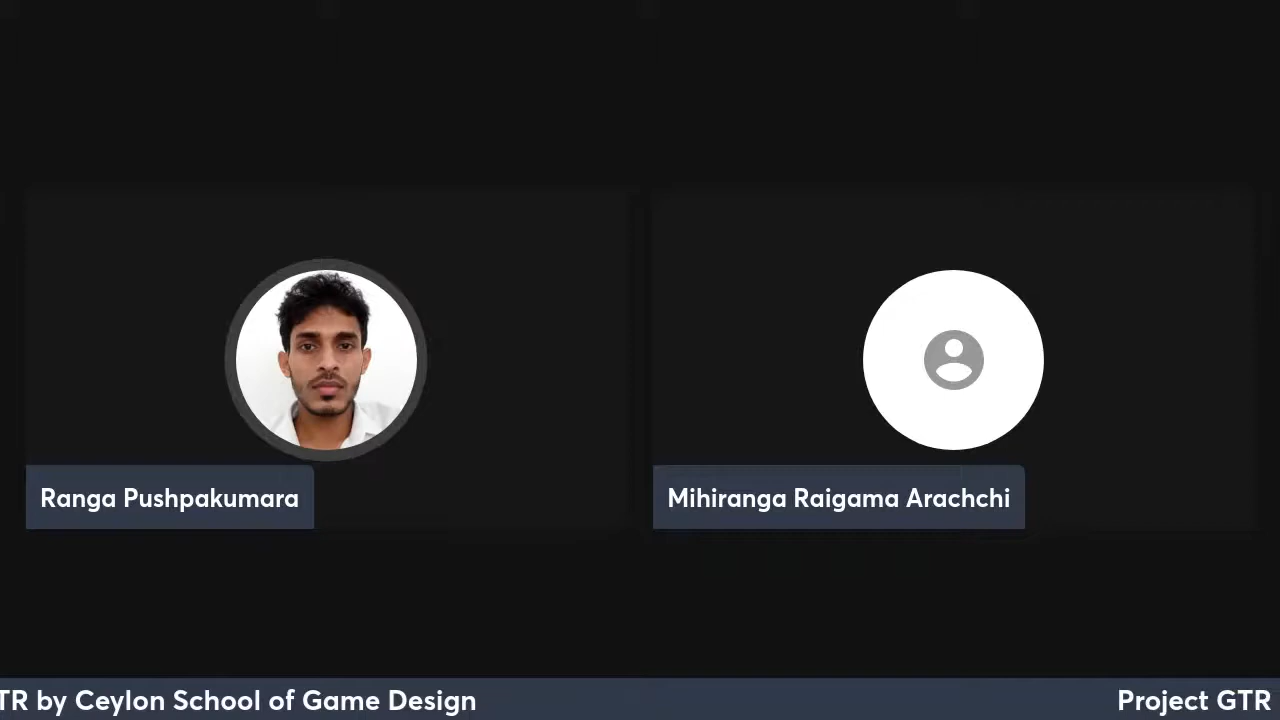 Ranga Pushpakumara
Mihiranga Raigama Arachchi
TR by Ceylon School of Game Design
Project GTR